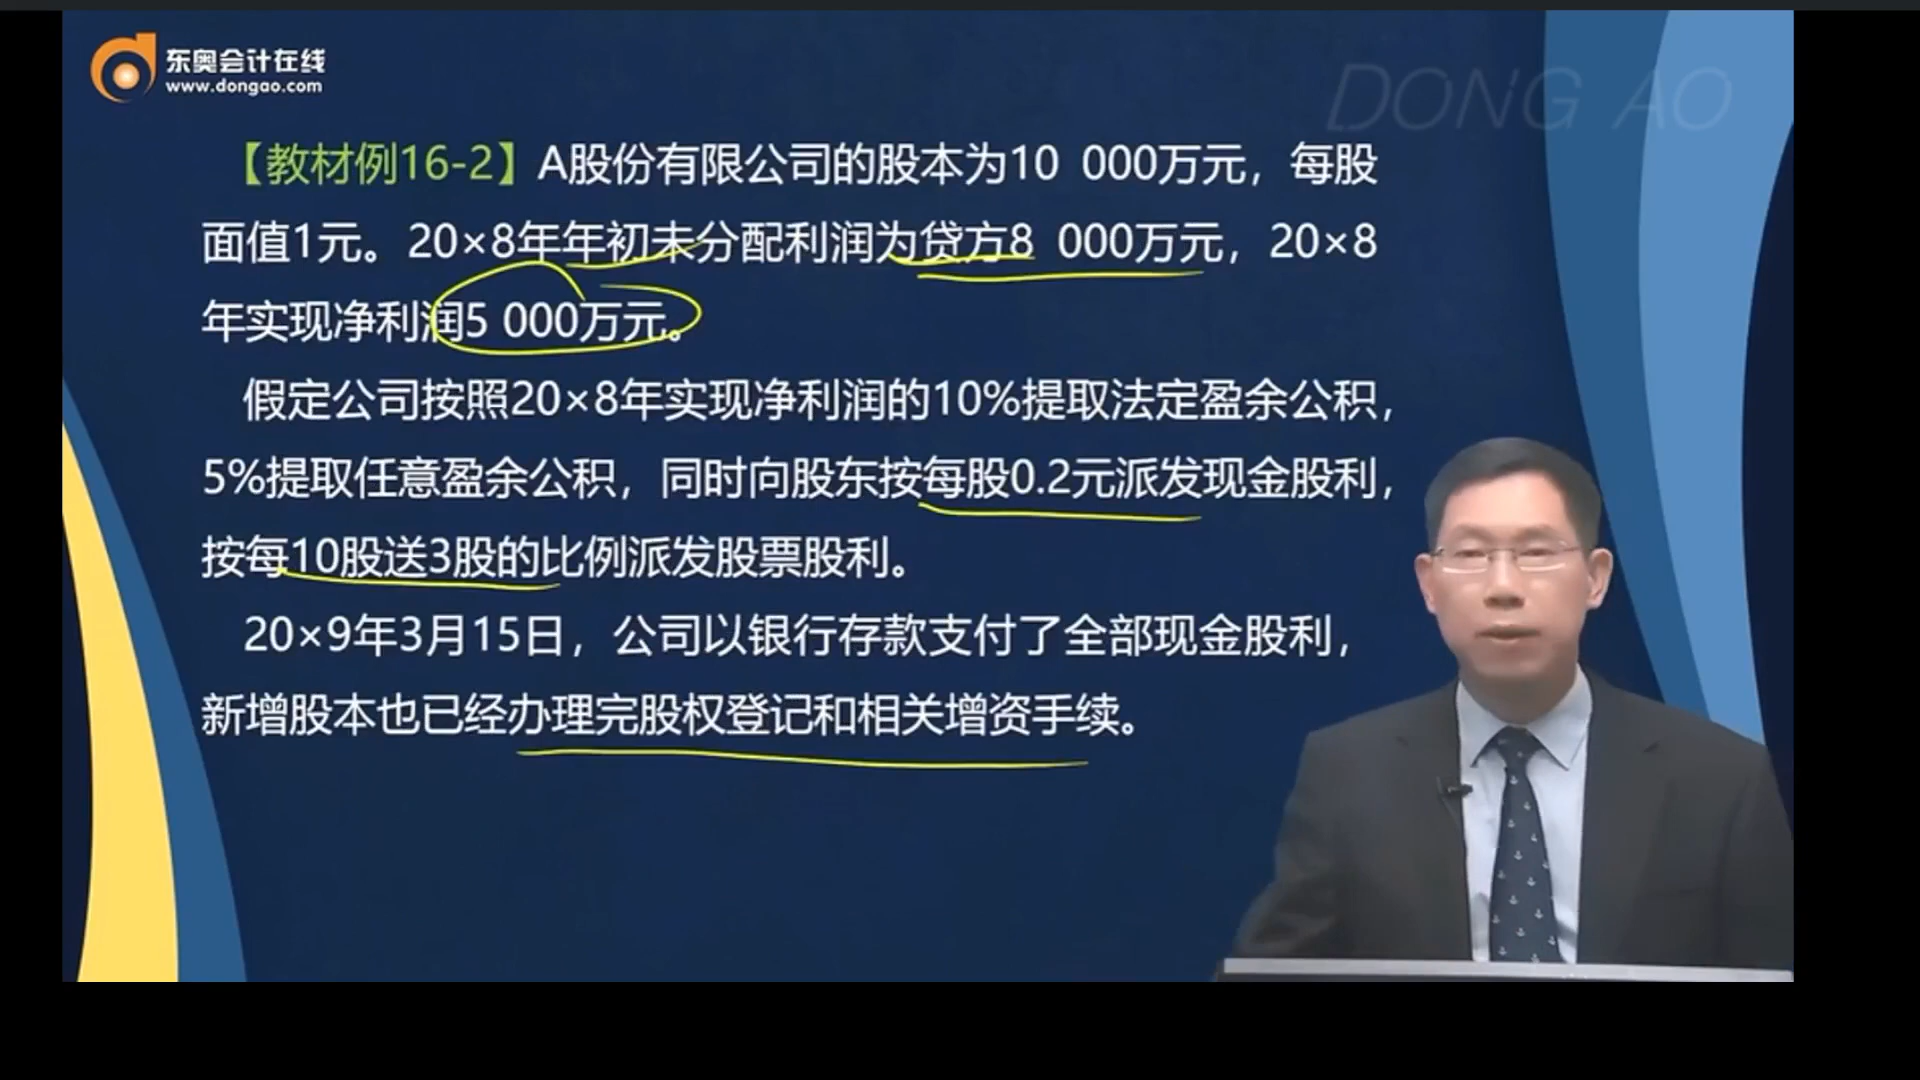 东奥会计在线
www.dongao.com
DONG AO
【教材例16-2】A股份有限公司的股本为10 000万元，每股
面值1元。20×8年年初未分配利润为贷方8 000万元，20×8
年实现净利润5 000万元。
假定公司按照20×8年实现净利润的10%提取法定盈余公积，
5%提取任意盈余公积，同时向股东按每股0.2元派发现金股利，
按每10股送3股的比例派发股票股利。
20×9年3月15日，公司以银行存款支付了全部现金股利，
新增股本也已经办理完股权登记和相关增资手续。